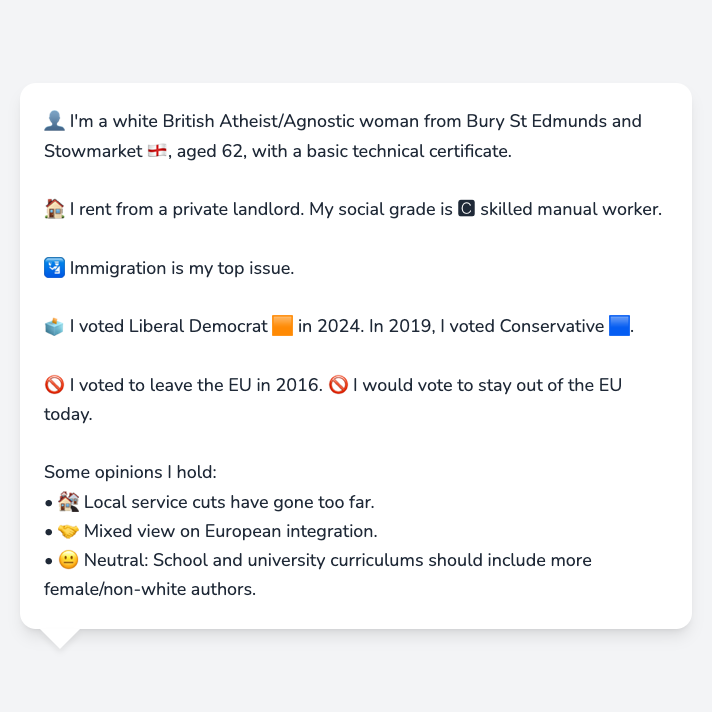 👤 I'm a white British Atheist/Agnostic woman from Bury St Edmunds and
Stowmarket 🏴󠁧󠁢󠁥󠁮󠁧󠁿, aged 62, with a basic technical certificate.
🏠 I rent from a private landlord. My social grade is 🅲 skilled manual worker.
🛂 Immigration is my top issue.
🗳️ I voted Liberal Democrat 🟧 in 2024. In 2019, I voted Conservative 🟦.
🚫 I voted to leave the EU in 2016. 🚫 I would vote to stay out of the EU
today.
Some opinions I hold:
• 🏚️ Local service cuts have gone too far.
• 🤝 Mixed view on European integration.
• 😐 Neutral: School and university curriculums should include more
female/non-white authors.